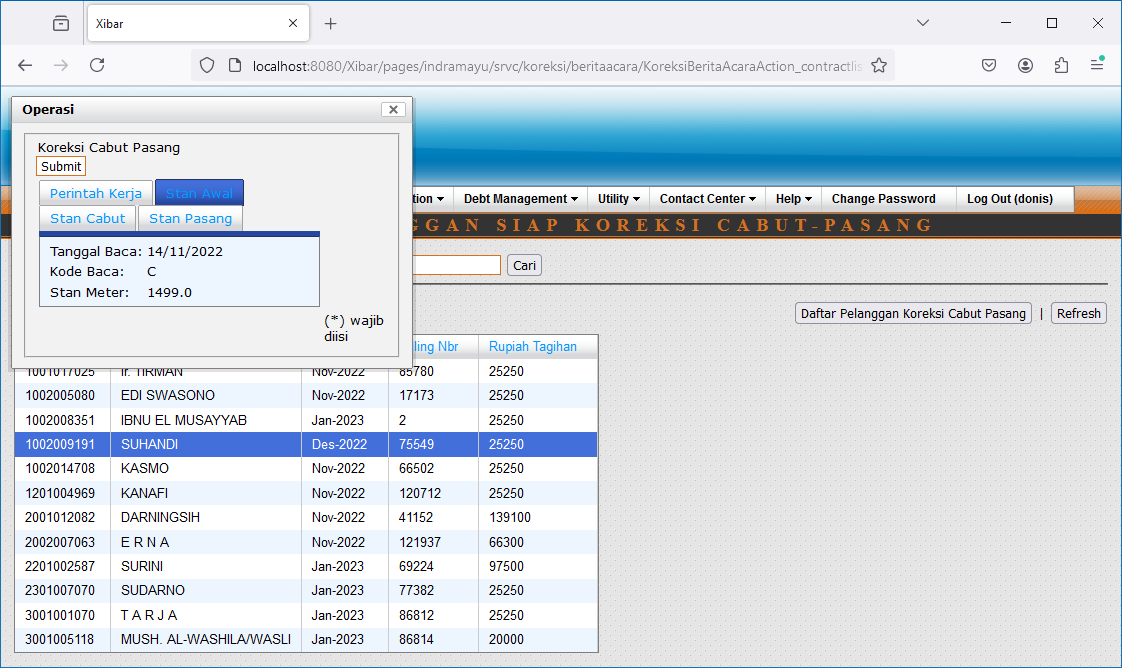 Xibar
localhost:8080/Xibar/pages/indramayu/srvc/koreksi/beritaacara/KoreksiBeritaAcaraAction_contractlis
Operasi
Koreksi Cabut Pasang
Submit
Perintah Kerja Stan Awal
Stan Cabut Stan Pasang
Tanggal Baca: 14/11/2022
Kode Baca: C
Stan Meter: 1499.0
(*) wajib
diisi
tion Debt Management Utility Contact Center Help Change Password Log Out (donis)
GGAN SIAP KOREKSI CABUT-PASANG
Cari
Daftar Pelanggan Koreksi Cabut Pasang | Refresh
ling Nbr Rupiah Tagihan
1001017025 Ir. TIRMAN Nov-2022 85780 25250
1002005080 EDI SWASONO Nov-2022 17173 25250
1002008351 IBNU EL MUSAYYAB Jan-2023 2 25250
1002009191 SUHANDI Des-2022 75549 25250
1002014708 KASMO Nov-2022 66502 25250
1201004969 KANAFI Nov-2022 120712 25250
2001012082 DARNINGSIH Nov-2022 41152 139100
2002007063 E R N A Nov-2022 121937 66300
2201002587 SURINI Jan-2023 69224 97500
2301007070 SUDARNO Jan-2023 77382 25250
3001001070 T A R J A Jan-2023 86812 25250
3001005118 MUSH. AL-WASHILA/WASLI Jan-2023 86814 20000